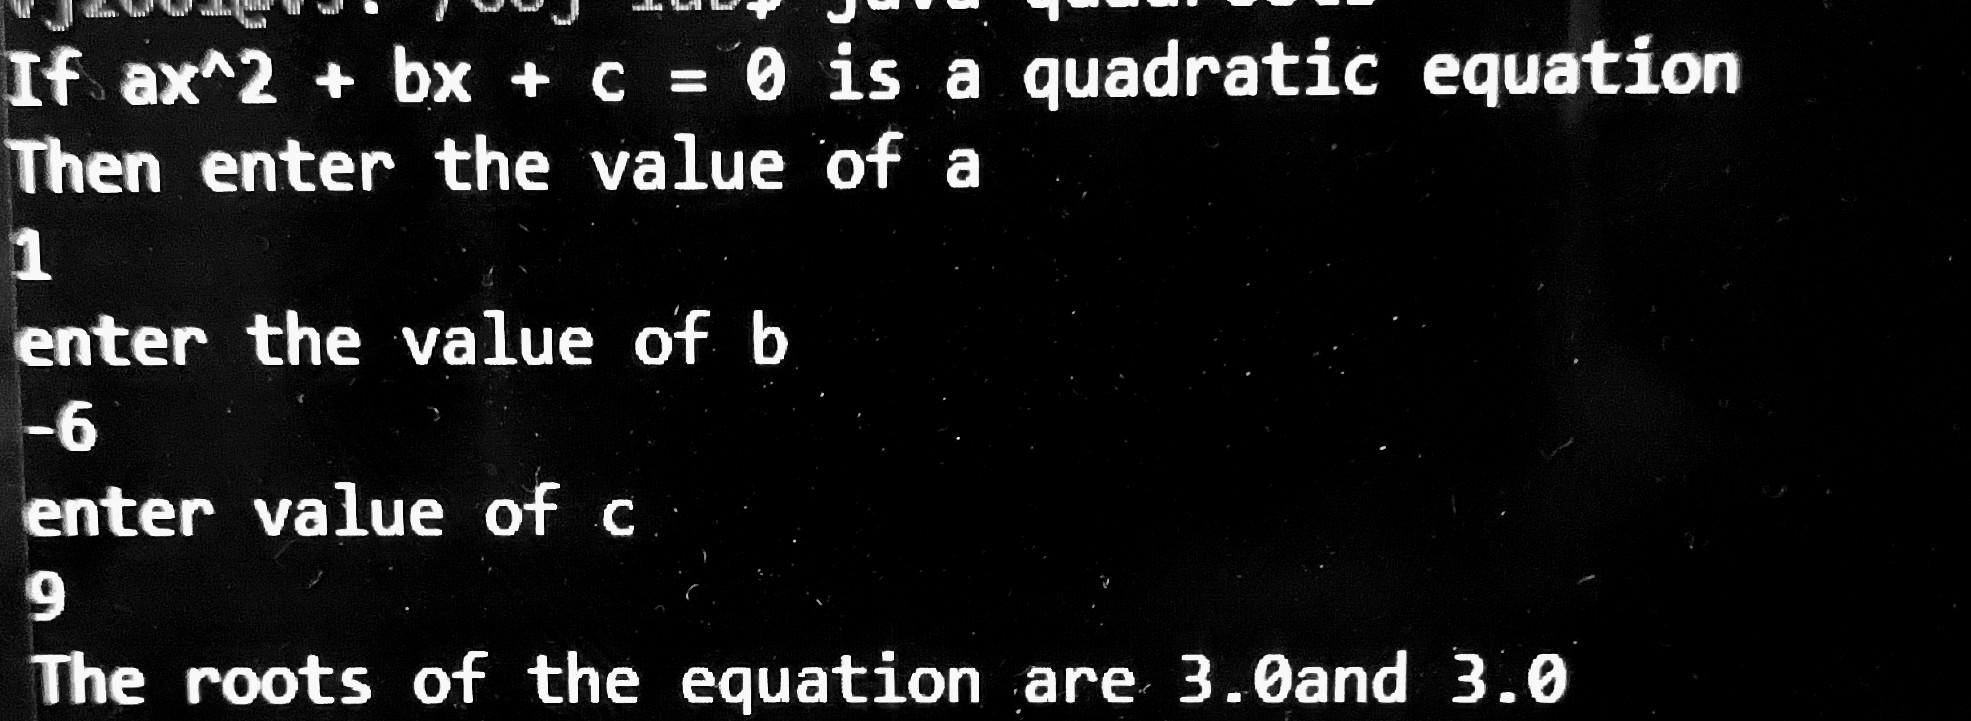 java
If ax^2 + bx + c = 0 is a quadratic equation
Then enter the value of a
1
enter the value of b
-6
enter value of c
9
The roots of the equation are 3.0and 3.0